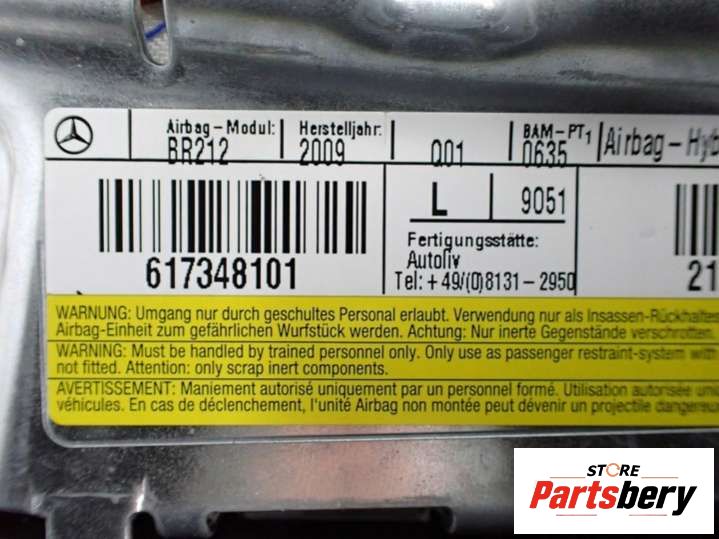 Airbag-Modul: Herstelljahr: BAM-PT1 Airbag-Hyb
BR212 2009 Q01 0635
L 9051
617348101
Fertigungsstätte:
Autoliv
Tel: +49/(0)8131-2950
21
WARNUNG: Umgang nur durch geschultes Personal erlaubt. Verwendung nur als Insassen-Rückhaltes
Airbag-Einheit zum gefährlichen Wurfstück werden. Achtung: Nur inerte Gegenstände verschrotten.
WARNING: Must be handled by trained personnel only. Only use as passenger restraint-system with
not fitted. Attention: only scrap inert components.
AVERTISSEMENT: Maniement autorisé uniquement par un personnel formé. Utilisation autorisée uni
véhicules. En cas de déclenchement, l'unité Airbag non montée peut dévenir un projectile dangereux
STORE
Partsbery